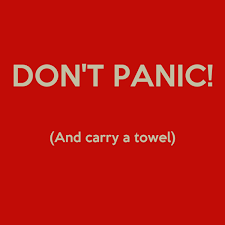 DON'T PANIC!
(And carry a towel)